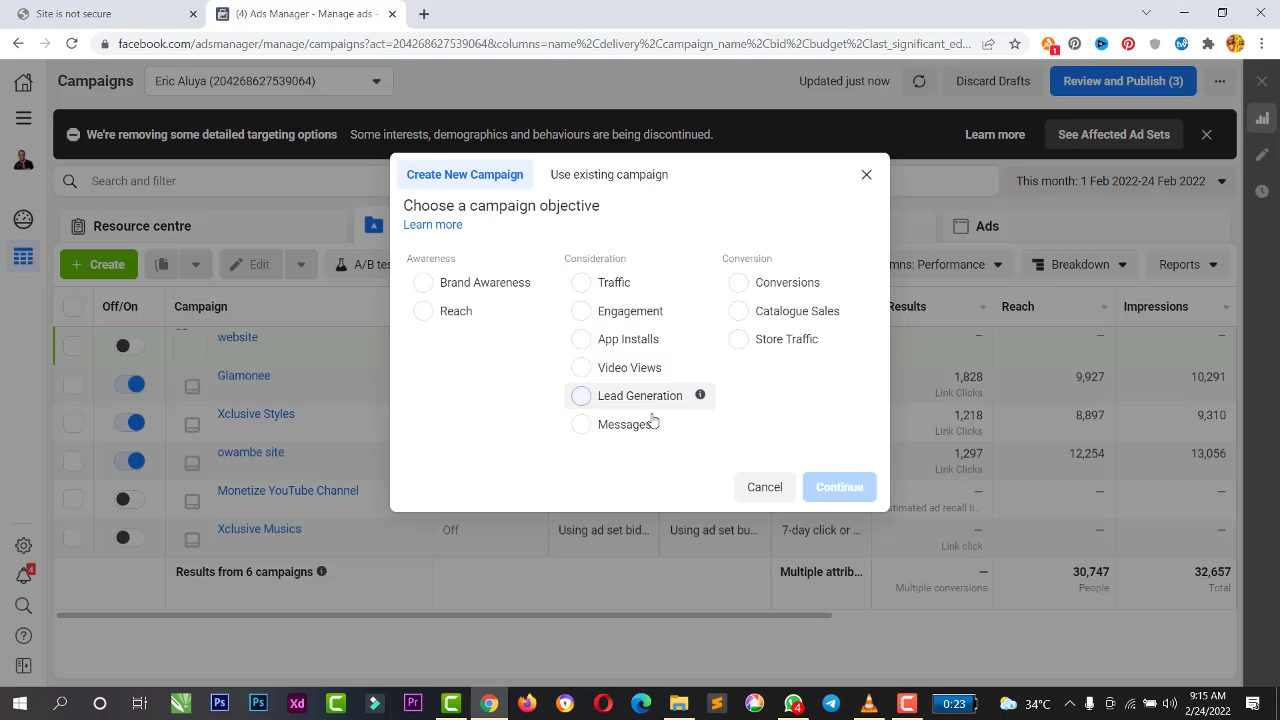 Site is not secure
(4) Ads Manager - Manage ads -
facebook.com/adsmanager/manage/campaigns?act=204268627539064&column=name%2Cdelivery%2Ccampaign_name%2Cbid%2Cbudget%2Clast_significant_ed...
1
Campaigns
Eric Aluya (204268627539064)
Updated just now
Discard Drafts
Review and Publish (3)
We're removing some detailed targeting options
Some interests, demographics and behaviours are being discontinued.
Learn more
See Affected Ad Sets
Search and filter
This month: 1 Feb 2022-24 Feb 2022
Resource centre
Ads
+ Create
Edit
A/B te
mns: Performance
Breakdown
Reports
Off/On
Campaign
Results
Reach
Impressions
website
—
—
—
Glamonee
1,828
9,927
10,291
Link Clicks
Xclusive Styles
1,218
8,895
9,310
Link Clicks
owambe site
1,297
12,254
13,056
Link Clicks
Monetize YouTube Channel
—
—
—
stimated ad recall li...
Xclusive Musics
Off
Using ad set bid...
Using ad set bu...
7-day click or ...
—
—
—
Link click
Results from 6 campaigns
Multiple attrib...
—
30,747
32,657
Multiple conversions
People
Total
Create New Campaign
Use existing campaign
Choose a campaign objective
Learn more
Awareness
Brand Awareness
Reach
Consideration
Traffic
Engagement
App Installs
Video Views
Lead Generation
Messages
Conversion
Conversions
Catalogue Sales
Store Traffic
Cancel
Continue
4
Ps
Ps
Xd
Pr
4
0:23
34°C
9:15 AM
2/24/2022